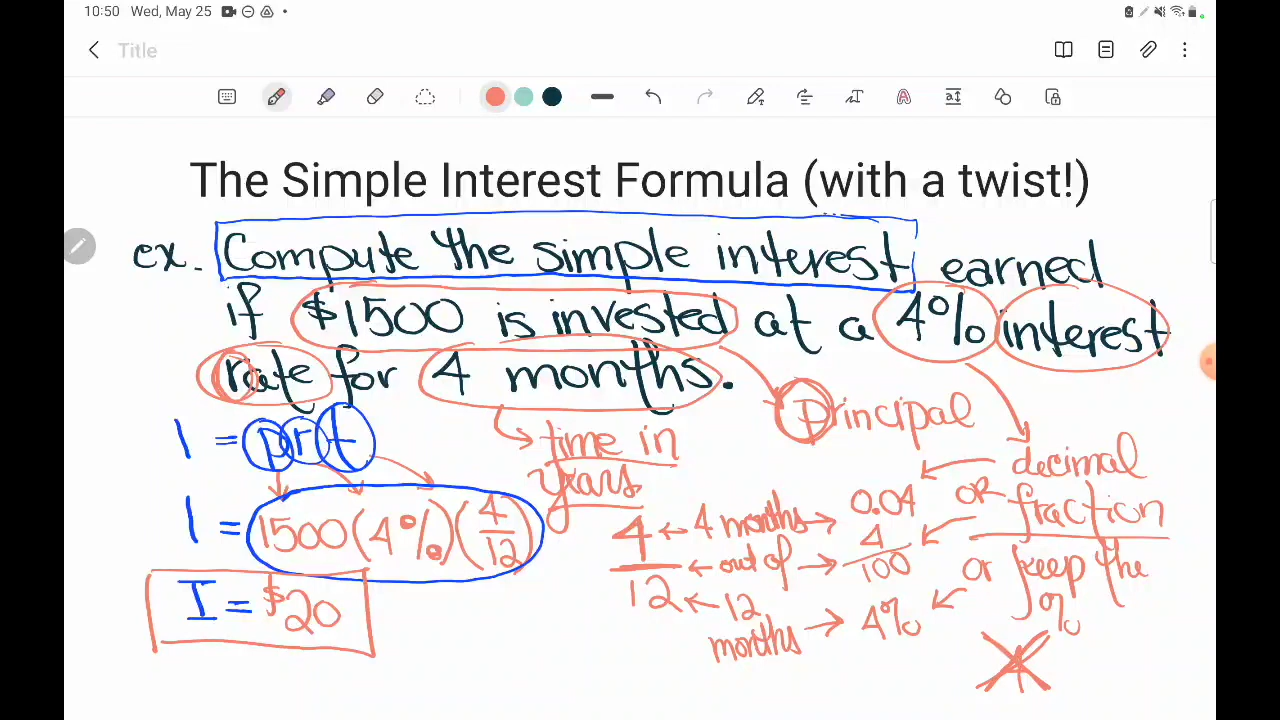 10:50 Wed, May 25
Title
The Simple Interest Formula (with a twist!)
ex. Compute the simple interest earned
if $1500 is invested at a 4% interest
rate for 4 months.
principal
I = prt
time in
years
decimal
0.04 OR fraction
I = 1500(4%)(4/12)
4 ← 4 months → 4
12 ← out of → 100
or keep the
%
← 12
months → 4%
I = $20